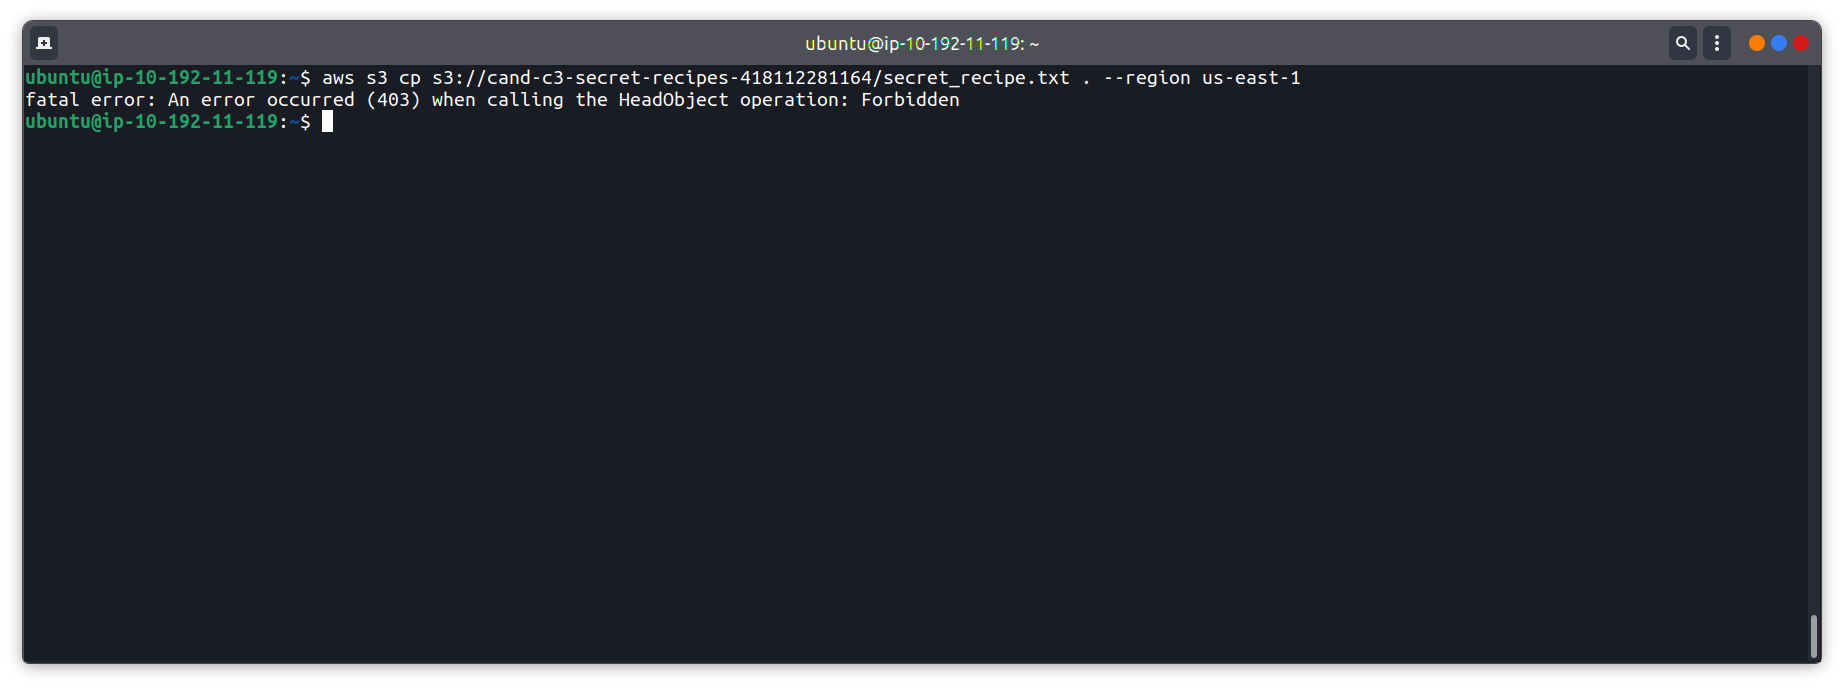 ubuntu@ip-10-192-11-119: ~
ubuntu@ip-10-192-11-119:~$ aws s3 cp s3://cand-c3-secret-recipes-418112281164/secret_recipe.txt . --region us-east-1
fatal error: An error occurred (403) when calling the HeadObject operation: Forbidden
ubuntu@ip-10-192-11-119:~$